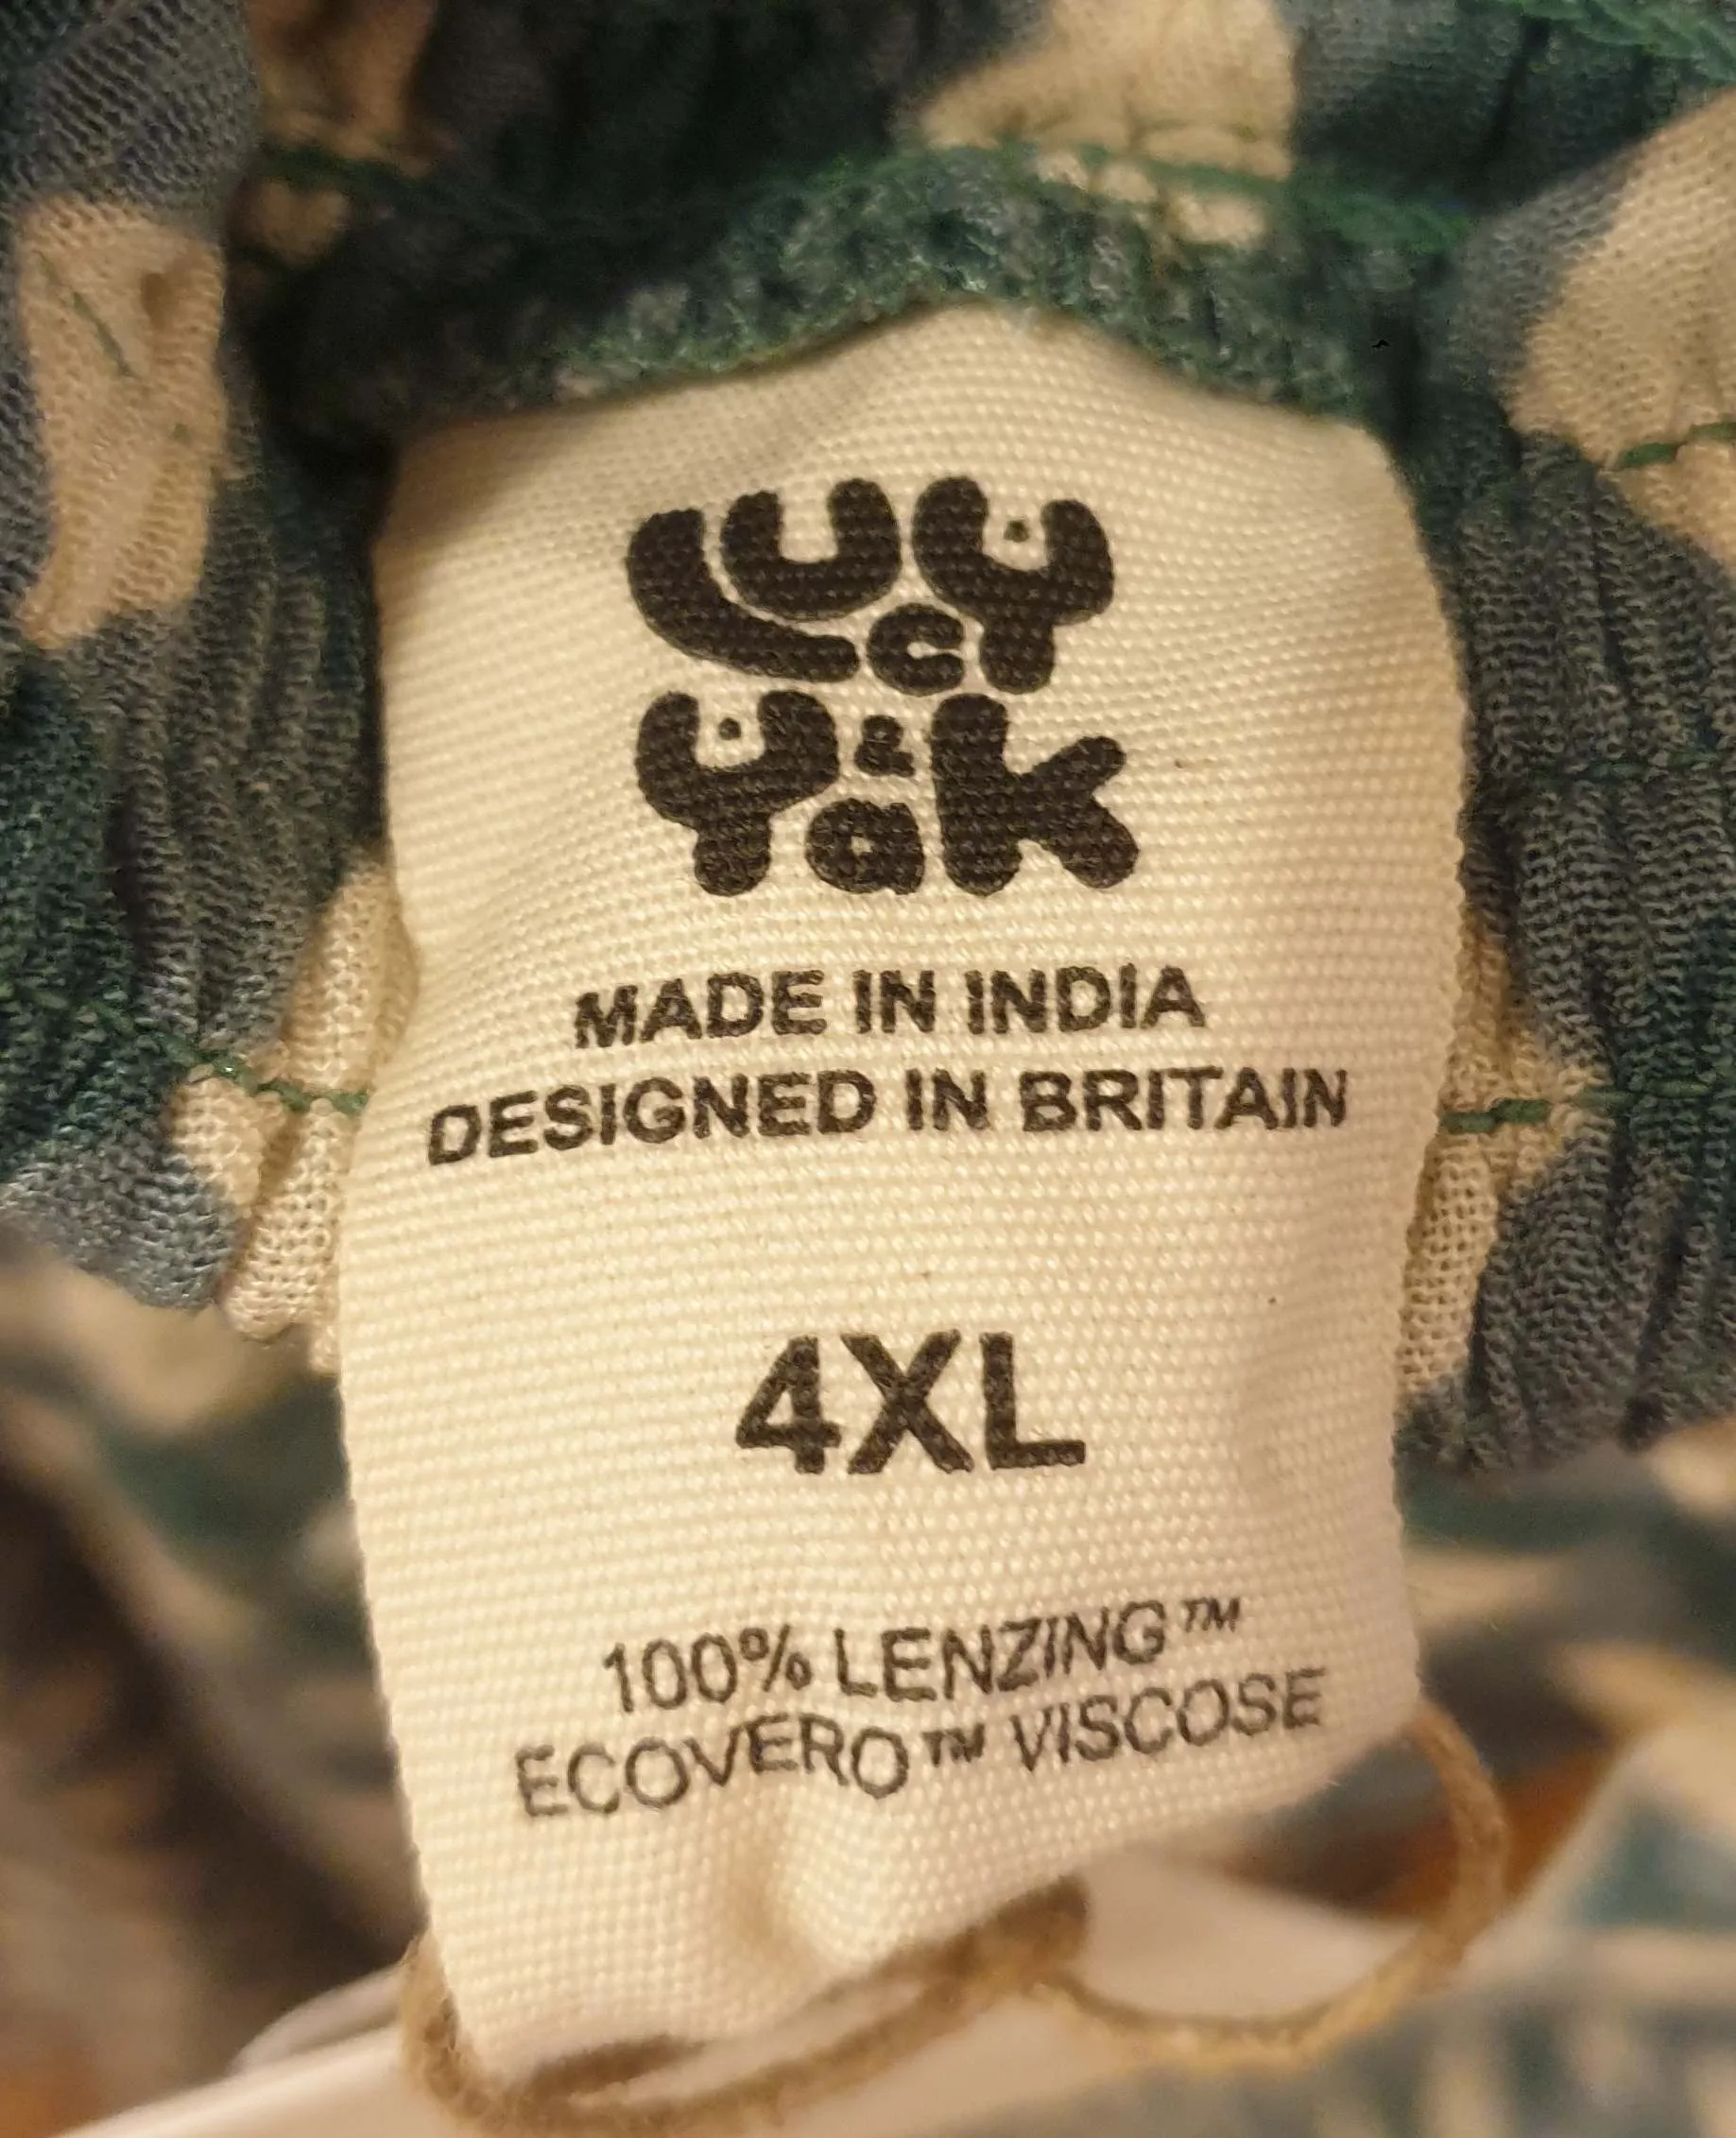 Lucy
& Yak
MADE IN INDIA
DESIGNED IN BRITAIN
4XL
100% LENZING™
ECOVERO™ VISCOSE